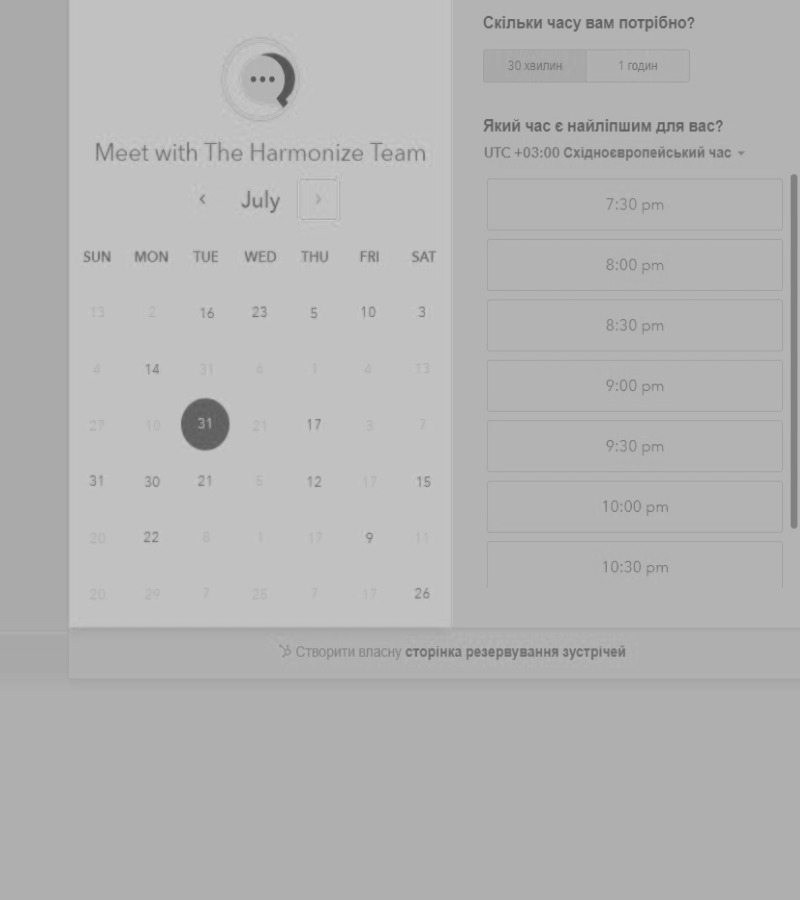 Meet with The Harmonize Team
July
SUN MON TUE WED THU FRI SAT
13 2 16 23 5 10 3
4 14 31 6 1 4 13
27 10 31 21 17 3 7
31 30 21 5 12 17 15
20 22 8 1 17 9 11
20 29 7 25 7 17 26
Скільки часу вам потрібно?
30 хвилин 1 годин
Який час є найліпшим для вас?
UTC +03:00 Східноєвропейський час
7:30 pm
8:00 pm
8:30 pm
9:00 pm
9:30 pm
10:00 pm
10:30 pm
Створити власну сторінка резервування зустрічей